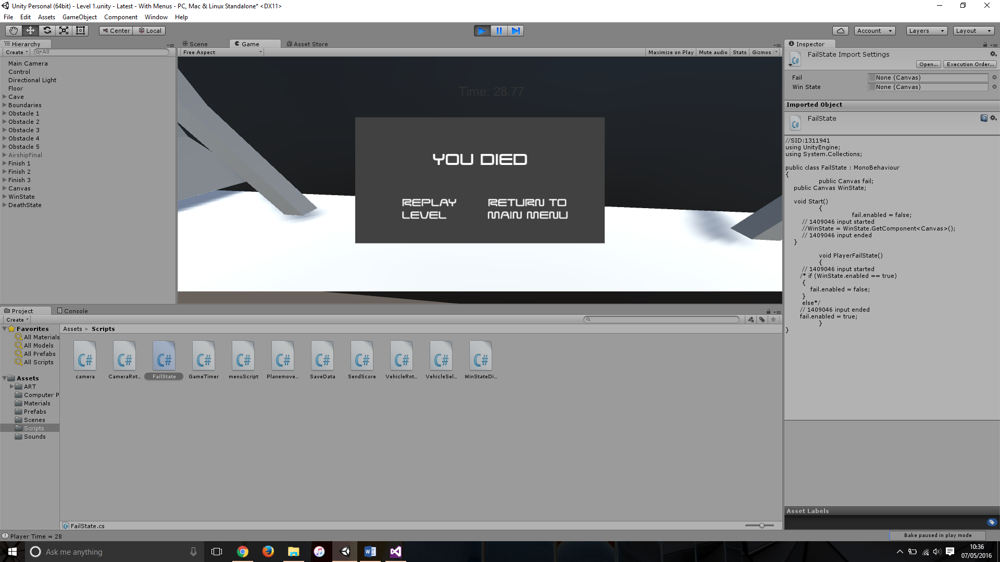 Unity Personal (64bit) - Level 1.unity - Latest - With Menus - PC, Mac & Linux Standalone* <DX11>
File Edit Assets GameObject Component Window Help
Center Local
Account Layers Layout
Hierarchy
Create All
Main Camera
Control
Directional Light
Floor
Cave
Boundaries
Obstacle 1
Obstacle 2
Obstacle 3
Obstacle 4
Obstacle 5
AirshipFinal
Finish 1
Finish 2
Finish 3
Canvas
WinState
DeathState
Scene Game Asset Store
Free Aspect Maximize on Play Mute audio Stats Gizmos
Time: 28.77
YOU DIED
REPLAY
LEVEL
RETURN TO
MAIN MENU
Inspector
FailState Import Settings
Open... Execution Order...
Fail None (Canvas)
Win State None (Canvas)
Imported Object
FailState
//SID:1311941
using UnityEngine;
using System.Collections;
public class FailState : MonoBehaviour
{
public Canvas fail;
public Canvas WinState;
void Start()
{
fail.enabled = false;
// 1409046 input started
//WinState = WinState.GetComponent<Canvas>();
// 1409046 input ended
}
void PlayerFailState()
{
// 1409046 input started
/* if (WinState.enabled == true)
{
fail.enabled = false;
}
else*/
// 1409046 input ended
fail.enabled = true;
}
}
Asset Labels
Project Console
Create
Favorites
All Materials
All Models
All Prefabs
All Scripts
Assets
ART
Computer P
Materials
Prefabs
Scenes
Scripts
Sounds
Assets Scripts
C# C# C# C# C# C# C# C# C# C# C#
camera CameraRot... FailState GameTimer menuScript Planemove... SaveData SendScore VehicleRot... VehicleSel... WinStateDi...
FailState.cs
Player Time = 28
Bake paused in play mode
Ask me anything
10:36
07/05/2016